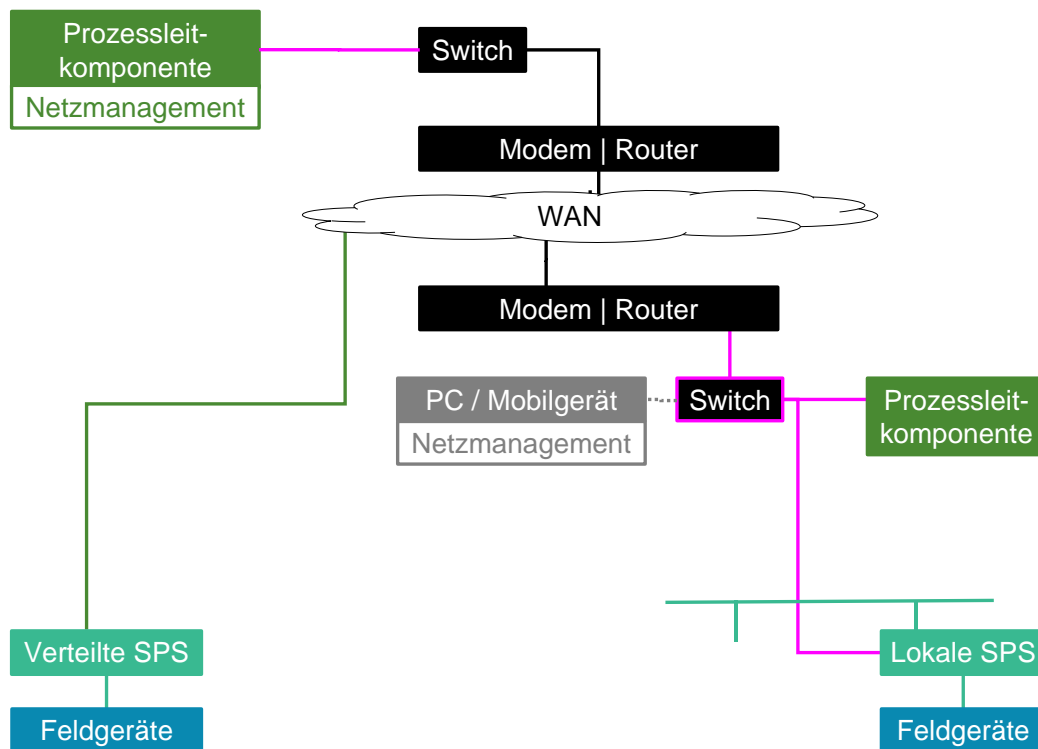 Prozessleit-
komponente
Netzmanagement
Switch
Modem | Router
WAN
Modem | Router
PC / Mobilgerät
Netzmanagement
Switch
Prozessleit-
komponente
Verteilte SPS
Lokale SPS
Feldgeräte
Feldgeräte